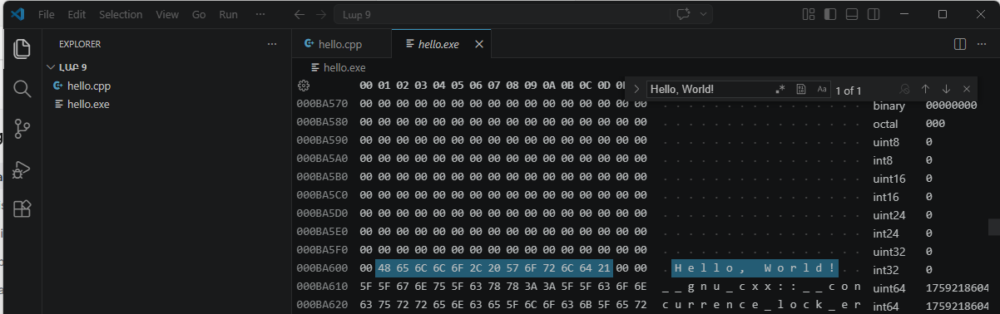 File Edit Selection View Go Run ··· Լաբ 9
EXPLORER ···
ԼԱԲ 9
hello.cpp
hello.exe
hello.cpp hello.exe
hello.exe
00 01 02 03 04 05 06 07 08 09 0A 0B 0C 0D
Hello, World! Aa 1 of 1
000BA570 00 00 00 00 00 00 00 00 00 00 00 00 00 00 00 00 . . . . . . . . . . . . . . . . binary 00000000
000BA580 00 00 00 00 00 00 00 00 00 00 00 00 00 00 00 00 . . . . . . . . . . . . . . . . octal 000
000BA590 00 00 00 00 00 00 00 00 00 00 00 00 00 00 00 00 . . . . . . . . . . . . . . . . uint8 0
000BA5A0 00 00 00 00 00 00 00 00 00 00 00 00 00 00 00 00 . . . . . . . . . . . . . . . . int8 0
000BA5B0 00 00 00 00 00 00 00 00 00 00 00 00 00 00 00 00 . . . . . . . . . . . . . . . . uint16 0
000BA5C0 00 00 00 00 00 00 00 00 00 00 00 00 00 00 00 00 . . . . . . . . . . . . . . . . int16 0
000BA5D0 00 00 00 00 00 00 00 00 00 00 00 00 00 00 00 00 . . . . . . . . . . . . . . . . uint24 0
000BA5E0 00 00 00 00 00 00 00 00 00 00 00 00 00 00 00 00 . . . . . . . . . . . . . . . . int24 0
000BA5F0 00 00 00 00 00 00 00 00 00 00 00 00 00 00 00 00 . . . . . . . . . . . . . . . . uint32 0
000BA600 00 48 65 6C 6C 6F 2C 20 57 6F 72 6C 64 21 00 00 . H e l l o , W o r l d ! . . int32 0
000BA610 5F 5F 67 6E 75 5F 63 78 78 3A 3A 5F 5F 63 6F 6E _ _ g n u _ c x x : : _ _ c o n uint64 1759218604
000BA620 63 75 72 72 65 6E 63 65 5F 6C 6F 63 6B 5F 65 72 c u r r e n c e _ l o c k _ e r int64 1759218604